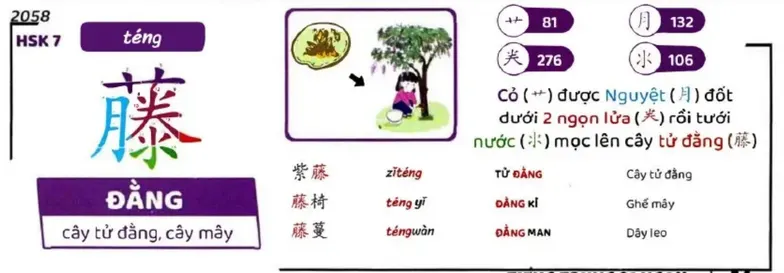 2058
HSK 7
téng
藤
ĐẰNG
cây tử đằng, cây mây
艹 81
月 132
龹 276
氺 106
Cỏ (艹) được Nguyệt (月) đốt
dưới 2 ngọn lửa (龹) rồi tưới
nước (氺) mọc lên cây tử đằng (藤)
紫藤 zǐténg TỬ ĐẰNG Cây tử đằng
藤椅 téng yǐ ĐẰNG KỈ Ghế mây
藤蔓 téngwàn ĐẰNG MAN Dây leo